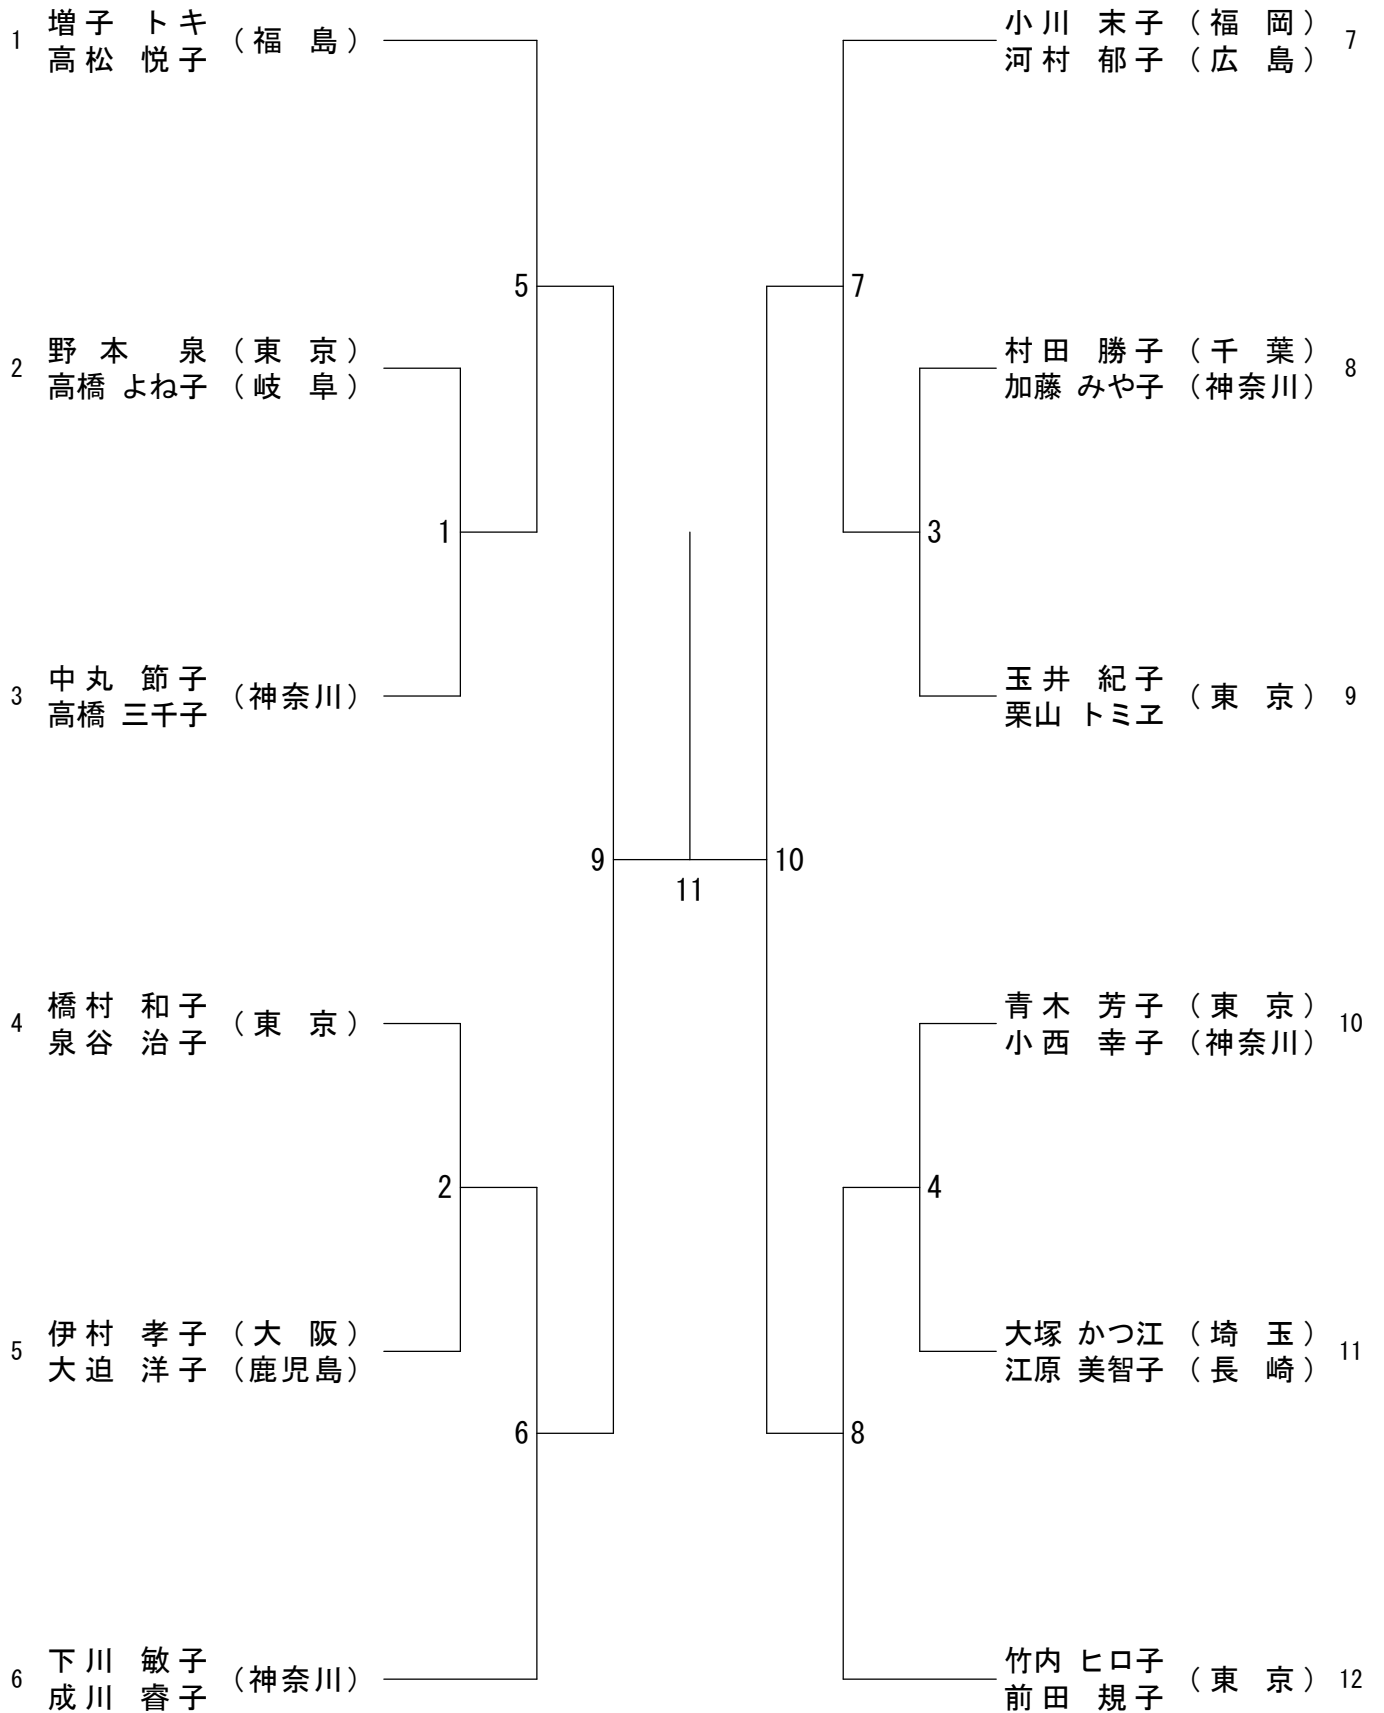 1 増子 トキ (福島)
高松 悦子
2 野本 泉 (東京)
高橋 よね子 (岐阜)
3 中丸 節子 (神奈川)
高橋 三千子
4 橋村 和子 (東京)
泉谷 治子
5 伊村 孝子 (大阪)
大迫 洋子 (鹿児島)
6 下川 敏子 (神奈川)
成川 睿子
5
1
9
2
6
11
7
3
10
4
8
小川 末子 (福岡) 7
河村 郁子 (広島)
村田 勝子 (千葉) 8
加藤 みや子 (神奈川)
玉井 紀子 (東京) 9
栗山 トミヱ
青木 芳子 (東京) 10
小西 幸子 (神奈川)
大塚 かつ江 (埼玉) 11
江原 美智子 (長崎)
竹内 ヒロ子 (東京) 12
前田 規子